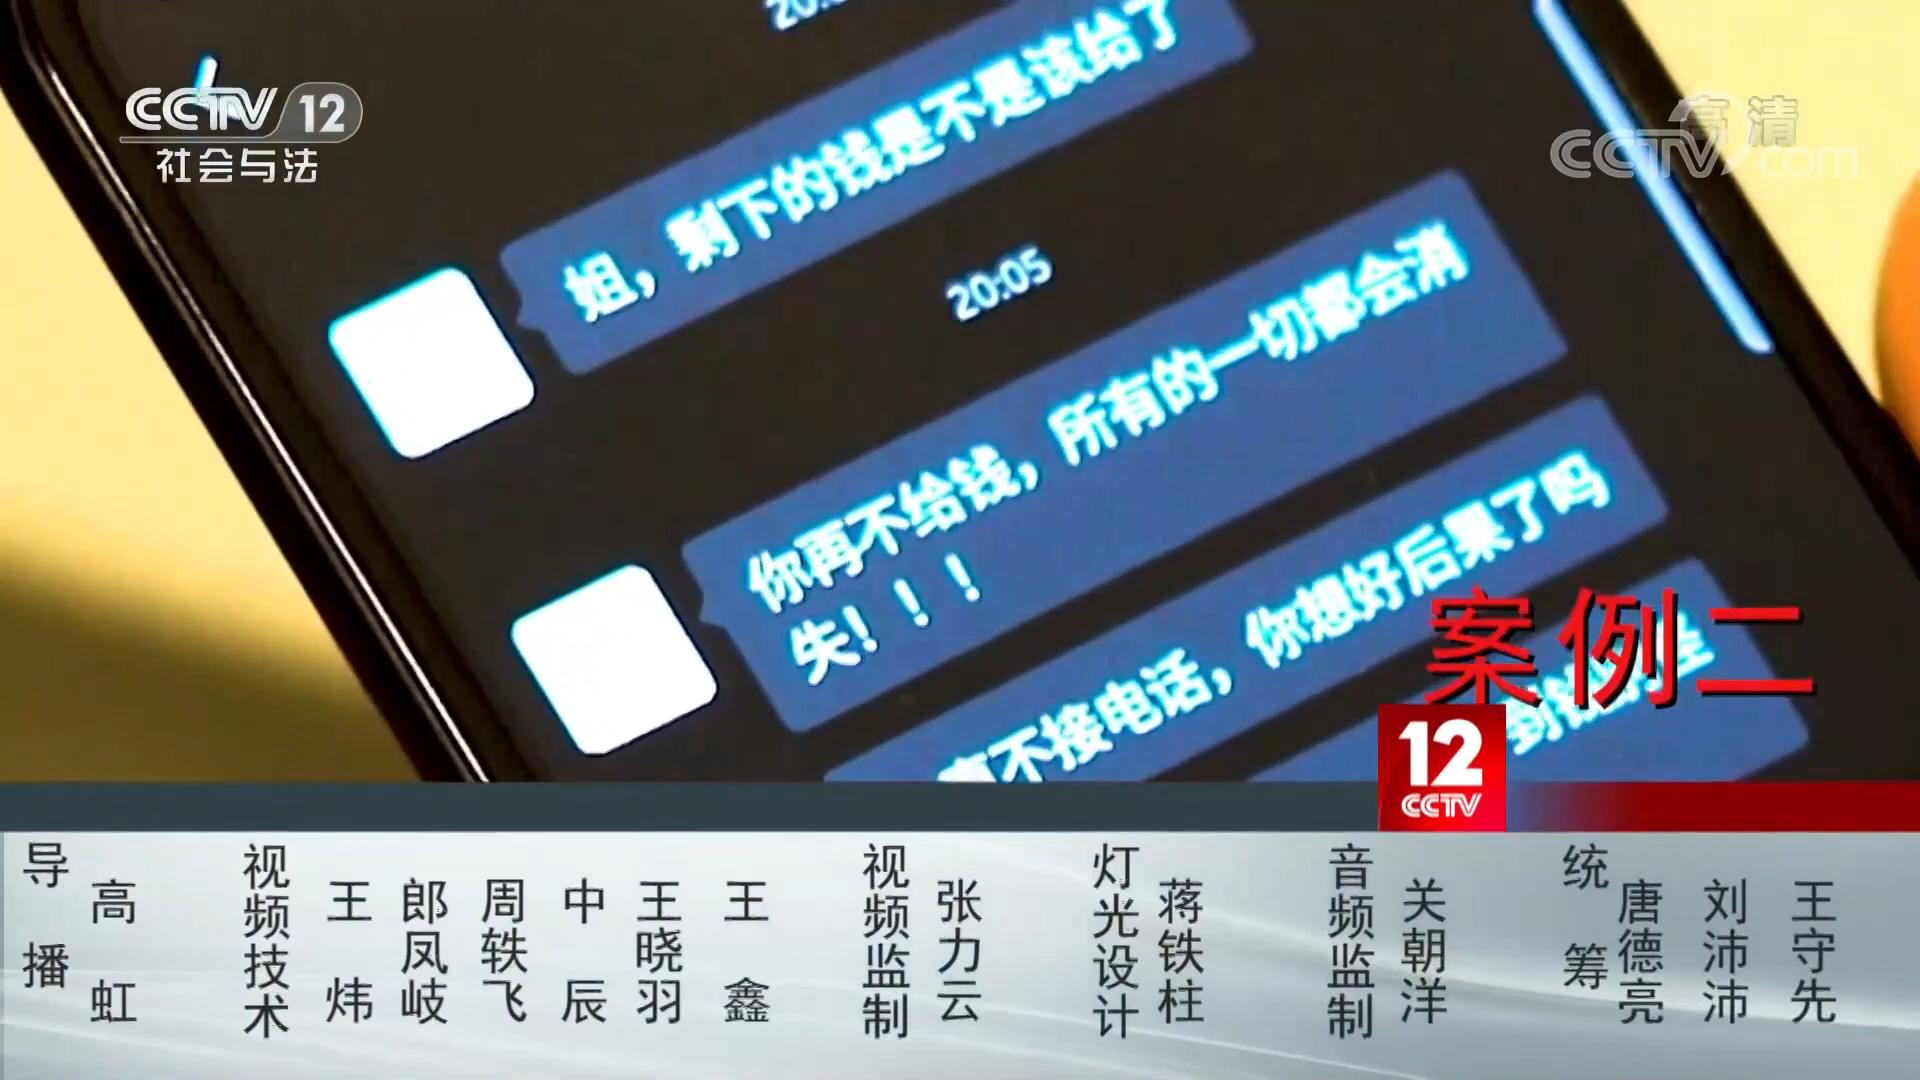 CCTV 12
社会与法
高清
CCTV.com
姐，剩下的钱是不是该给了
20:05
你再不给钱，所有的一切都会消
失！！！
不接电话，你想好后果了吗
到
案例二
12
CCTV
导播
高虹
视频技术
王炜
郎凤岐
周轶飞
中辰
王晓羽
王鑫
视频监制
张力云
灯光设计
蒋铁柱
音频监制
关朝洋
统筹
唐德亮
刘沛沛
王守先